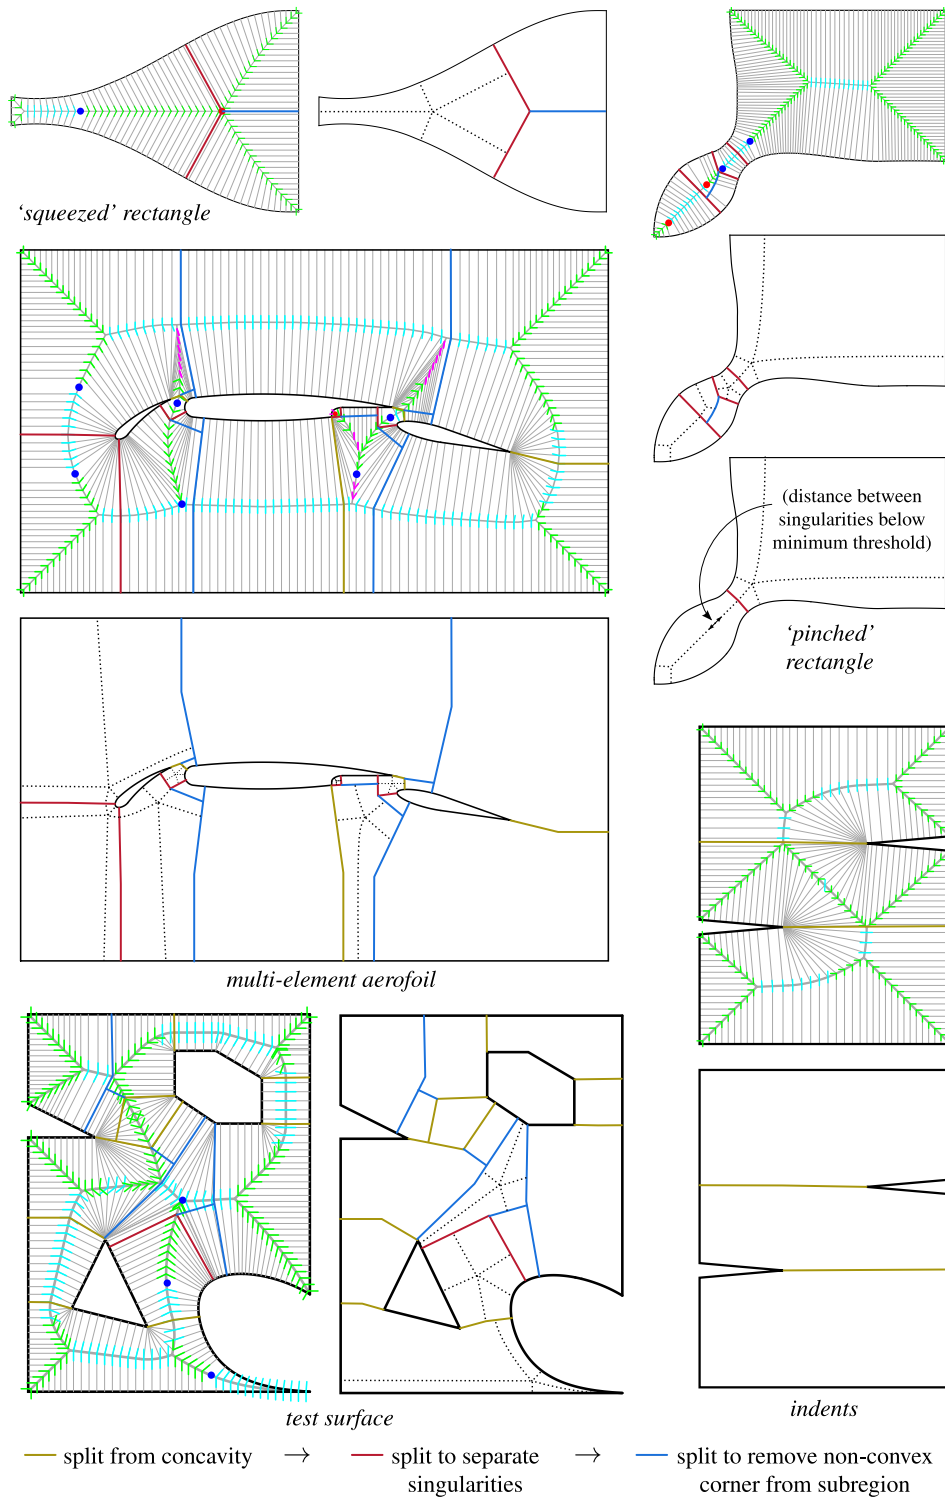 ‘squeezed’ rectangle
(distance between
singularities below
minimum threshold)
‘pinched’
rectangle
multi-element aerofoil
test surface
indents
split from concavity → split to separate → split to remove non-convex
singularities corner from subregion